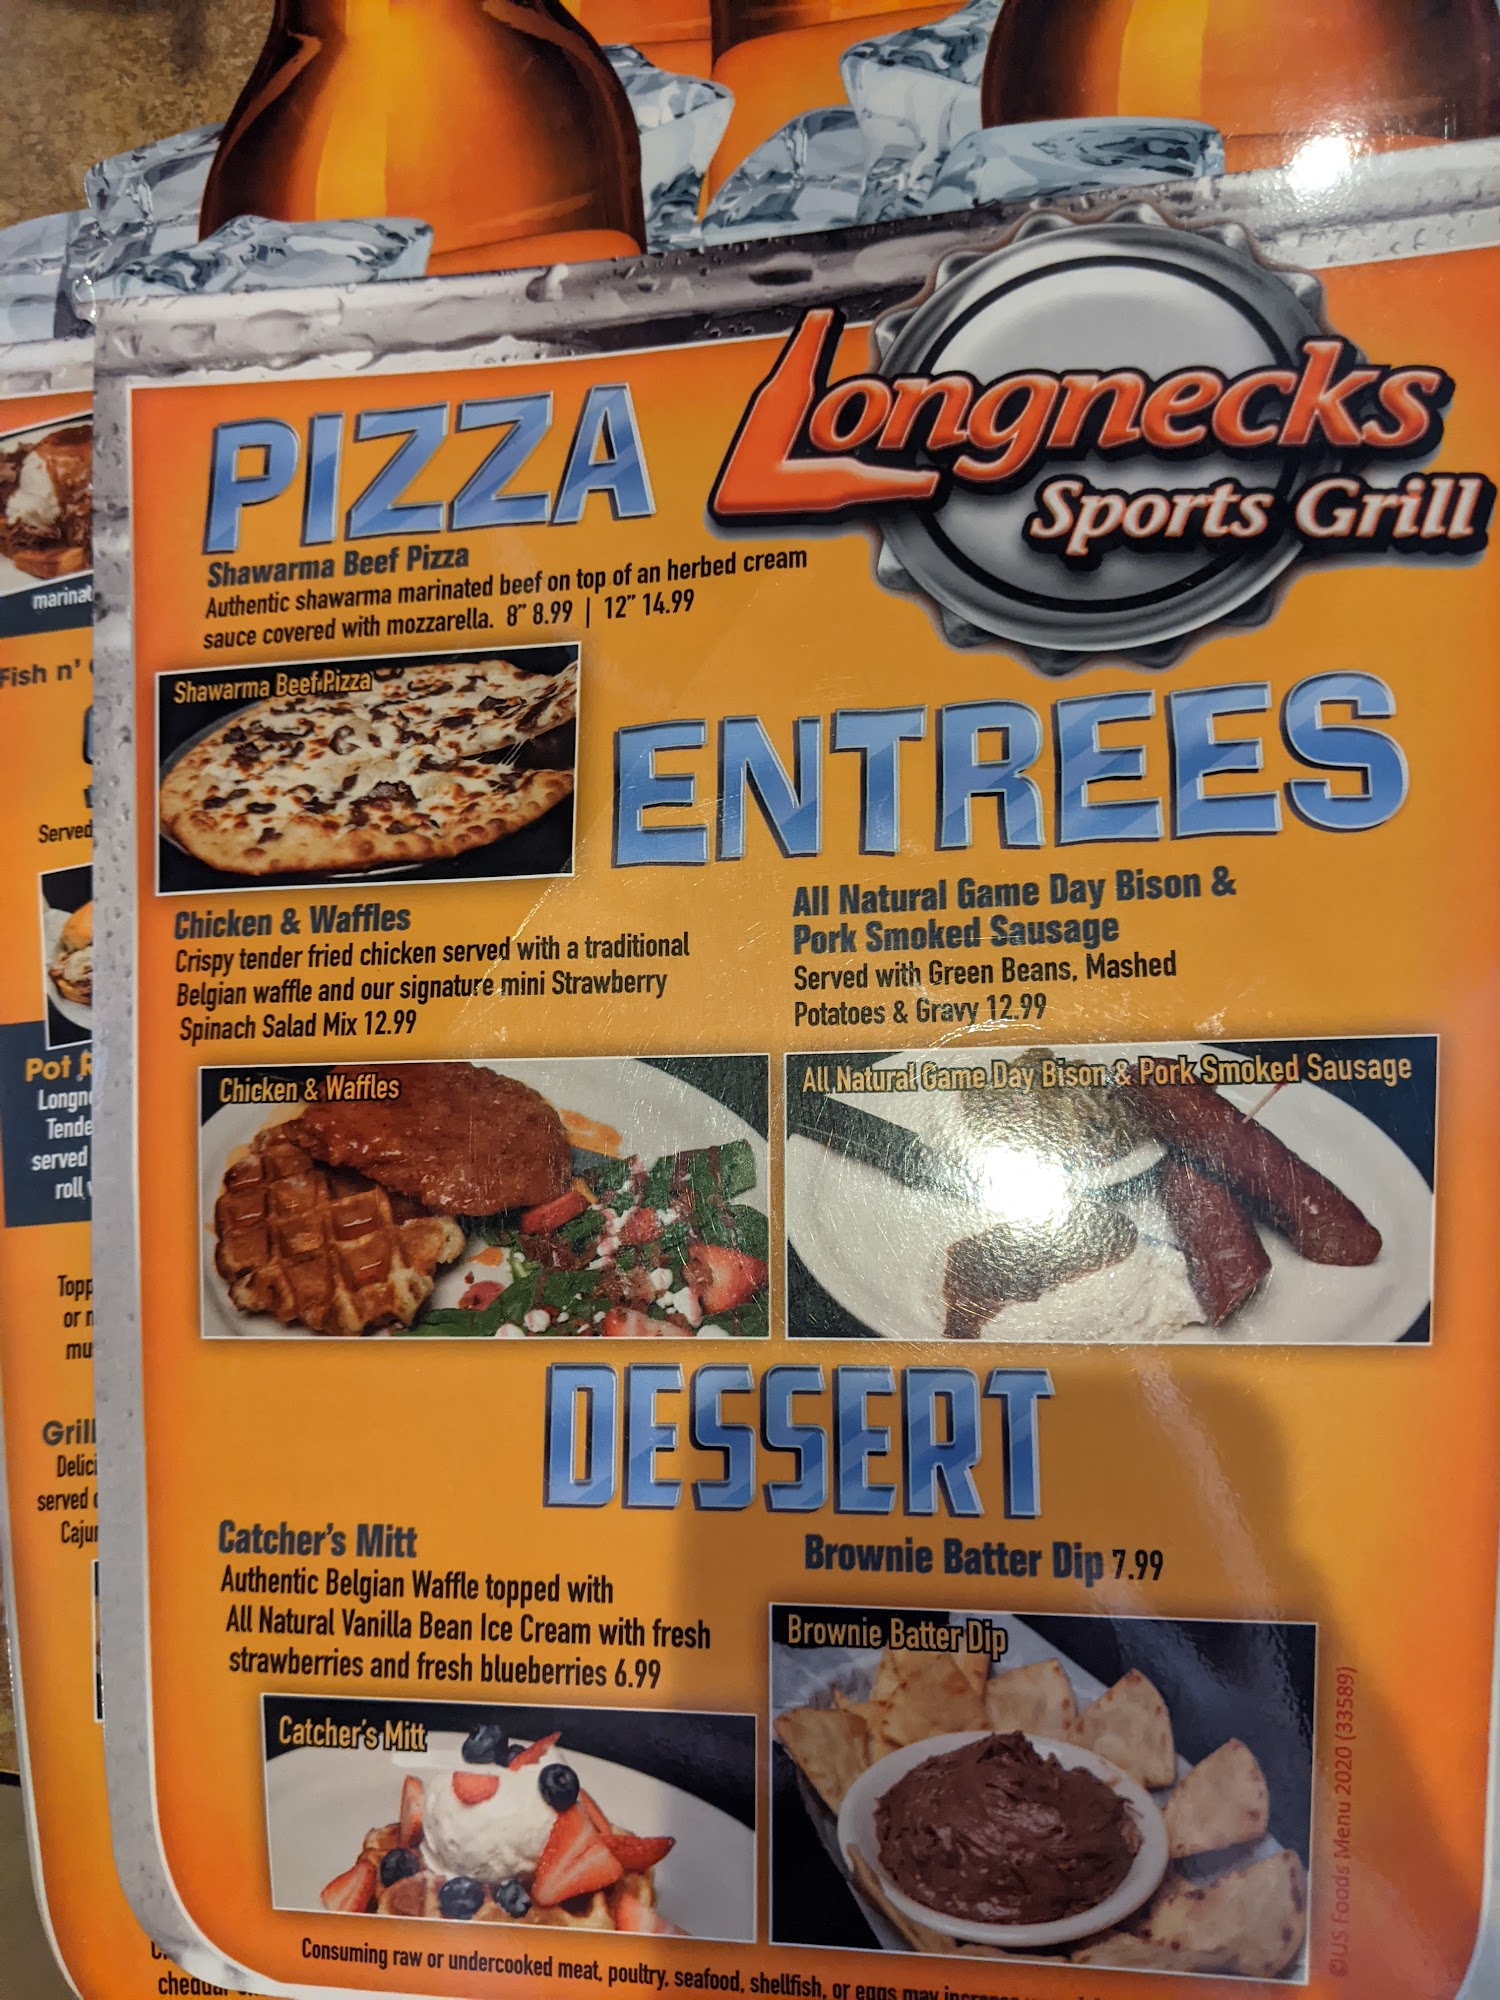 Longnecks
Sports Grill
PIZZA
Shawarma Beef Pizza
Authentic shawarma marinated beef on top of an herbed cream
sauce covered with mozzarella. 8" 8.99 | 12" 14.99
Shawarma Beef Pizza
ENTREES
Chicken & Waffles
Crispy tender fried chicken served with a traditional
Belgian waffle and our signature mini Strawberry
Spinach Salad Mix 12.99
All Natural Game Day Bison &
Pork Smoked Sausage
Served with Green Beans, Mashed
Potatoes & Gravy 12.99
Chicken & Waffles
All Natural Game Day Bison & Pork Smoked Sausage
DESSERT
Catcher's Mitt
Authentic Belgian Waffle topped with
All Natural Vanilla Bean Ice Cream with fresh
strawberries and fresh blueberries 6.99
Catcher's Mitt
Brownie Batter Dip 7.99
Brownie Batter Dip
©US Foods Menu 2020 (33589)
Consuming raw or undercooked meat, poultry, seafood, shellfish, or eggs may
Fish n'
Served
Pot
served
roll
or
served